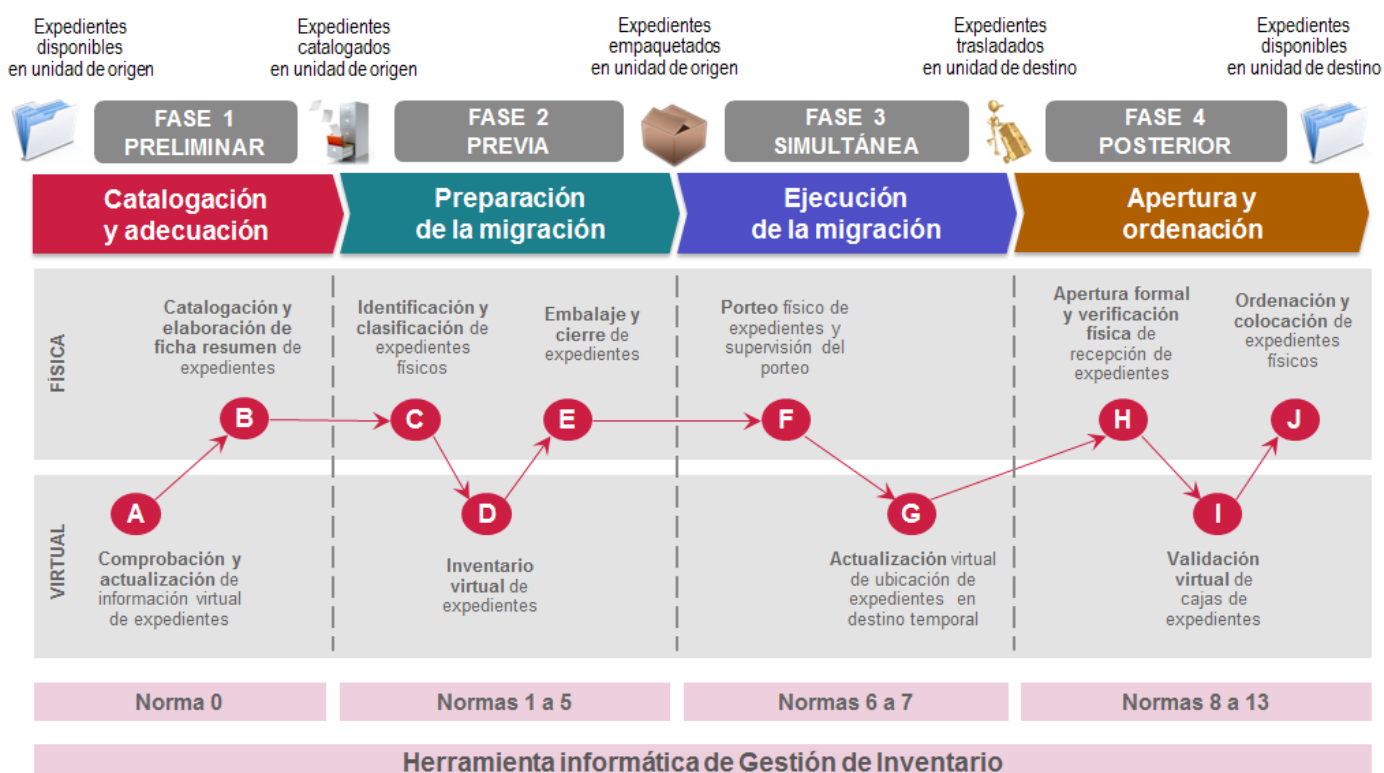 Expedientes
disponibles
en unidad de origen
Expedientes
catalogados
en unidad de origen
Expedientes
empaquetados
en unidad de origen
Expedientes
trasladados
en unidad de destino
Expedientes
disponibles
en unidad de destino
FASE 1
PRELIMINAR
FASE 2
PREVIA
FASE 3
SIMULTÁNEA
FASE 4
POSTERIOR
Catalogación
y adecuación
Preparación
de la migración
Ejecución
de la migración
Apertura y
ordenación
FÍSICA
Catalogación y
elaboración de
ficha resumen de
expedientes
Identificación y
clasificación de
expedientes
físicos
Embalaje y
cierre de
expedientes
Porteo físico de
expedientes y
supervisión del
porteo
Apertura formal
y verificación
física de
recepción de
expedientes
Ordenación y
colocación de
expedientes
físicos
B
C
E
F
H
J
VIRTUAL
A
D
G
I
Comprobación y
actualización de
información virtual
de expedientes
Inventario
virtual de
expedientes
Actualización virtual
de ubicación de
expedientes en
destino temporal
Validación
virtual de
cajas de
expedientes
Norma 0
Normas 1 a 5
Normas 6 a 7
Normas 8 a 13
Herramienta informática de Gestión de Inventario